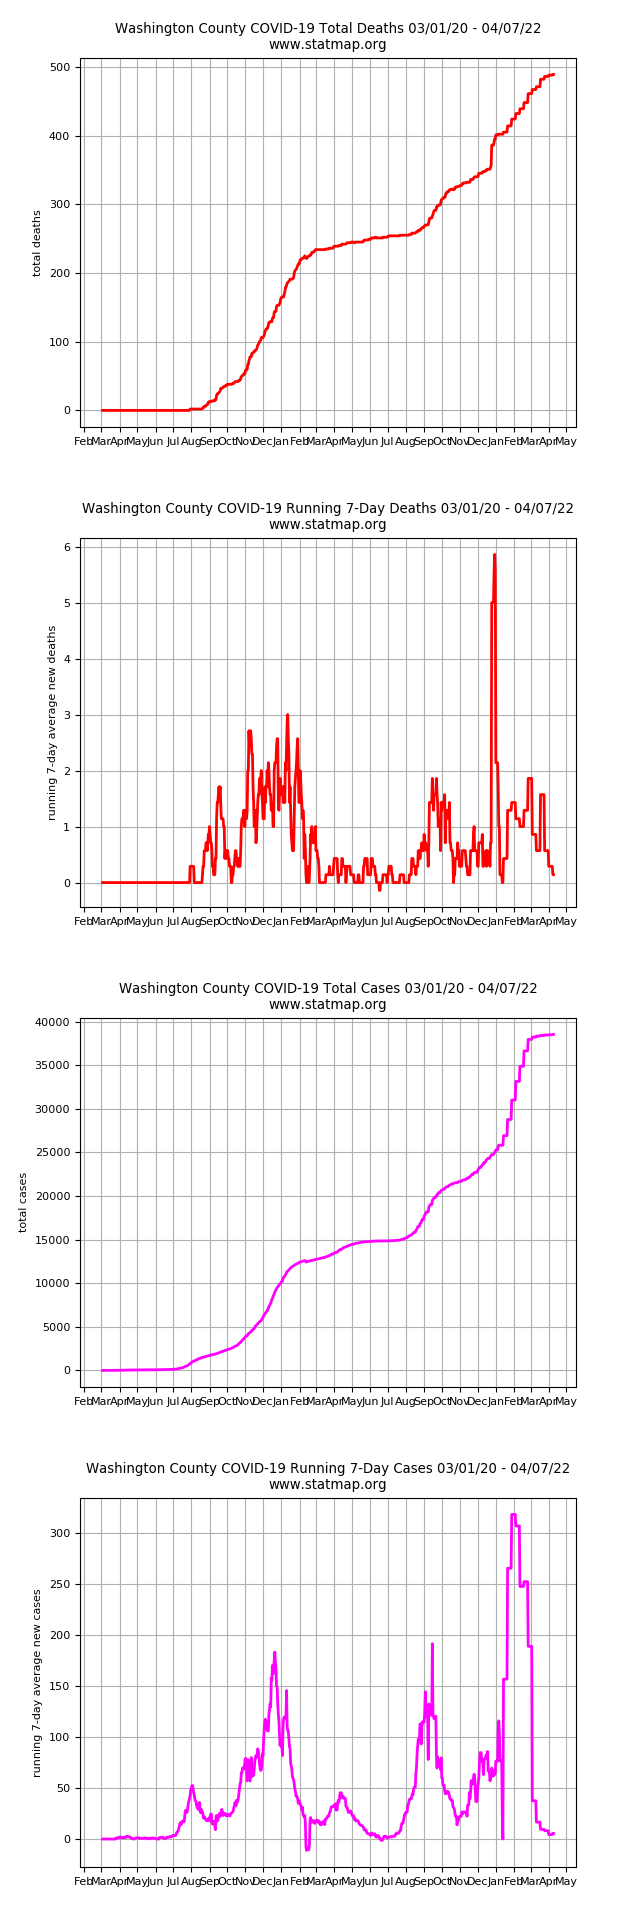 Washington County COVID-19 Total Deaths 03/01/20 - 04/07/22
www.statmap.org
500
400
300
200
100
0
total deaths
Feb Mar Apr May Jun Jul Aug Sep Oct Nov Dec Jan Feb Mar Apr May Jun Jul Aug Sep Oct Nov Dec Jan Feb Mar Apr May
Washington County COVID-19 Running 7-Day Deaths 03/01/20 - 04/07/22
www.statmap.org
6
5
4
3
2
1
0
running 7-day average new deaths
Feb Mar Apr May Jun Jul Aug Sep Oct Nov Dec Jan Feb Mar Apr May Jun Jul Aug Sep Oct Nov Dec Jan Feb Mar Apr May
Washington County COVID-19 Total Cases 03/01/20 - 04/07/22
www.statmap.org
40000
35000
30000
25000
20000
15000
10000
5000
0
total cases
Feb Mar Apr May Jun Jul Aug Sep Oct Nov Dec Jan Feb Mar Apr May Jun Jul Aug Sep Oct Nov Dec Jan Feb Mar Apr May
Washington County COVID-19 Running 7-Day Cases 03/01/20 - 04/07/22
www.statmap.org
300
250
200
150
100
50
0
running 7-day average new cases
Feb Mar Apr May Jun Jul Aug Sep Oct Nov Dec Jan Feb Mar Apr May Jun Jul Aug Sep Oct Nov Dec Jan Feb Mar Apr May